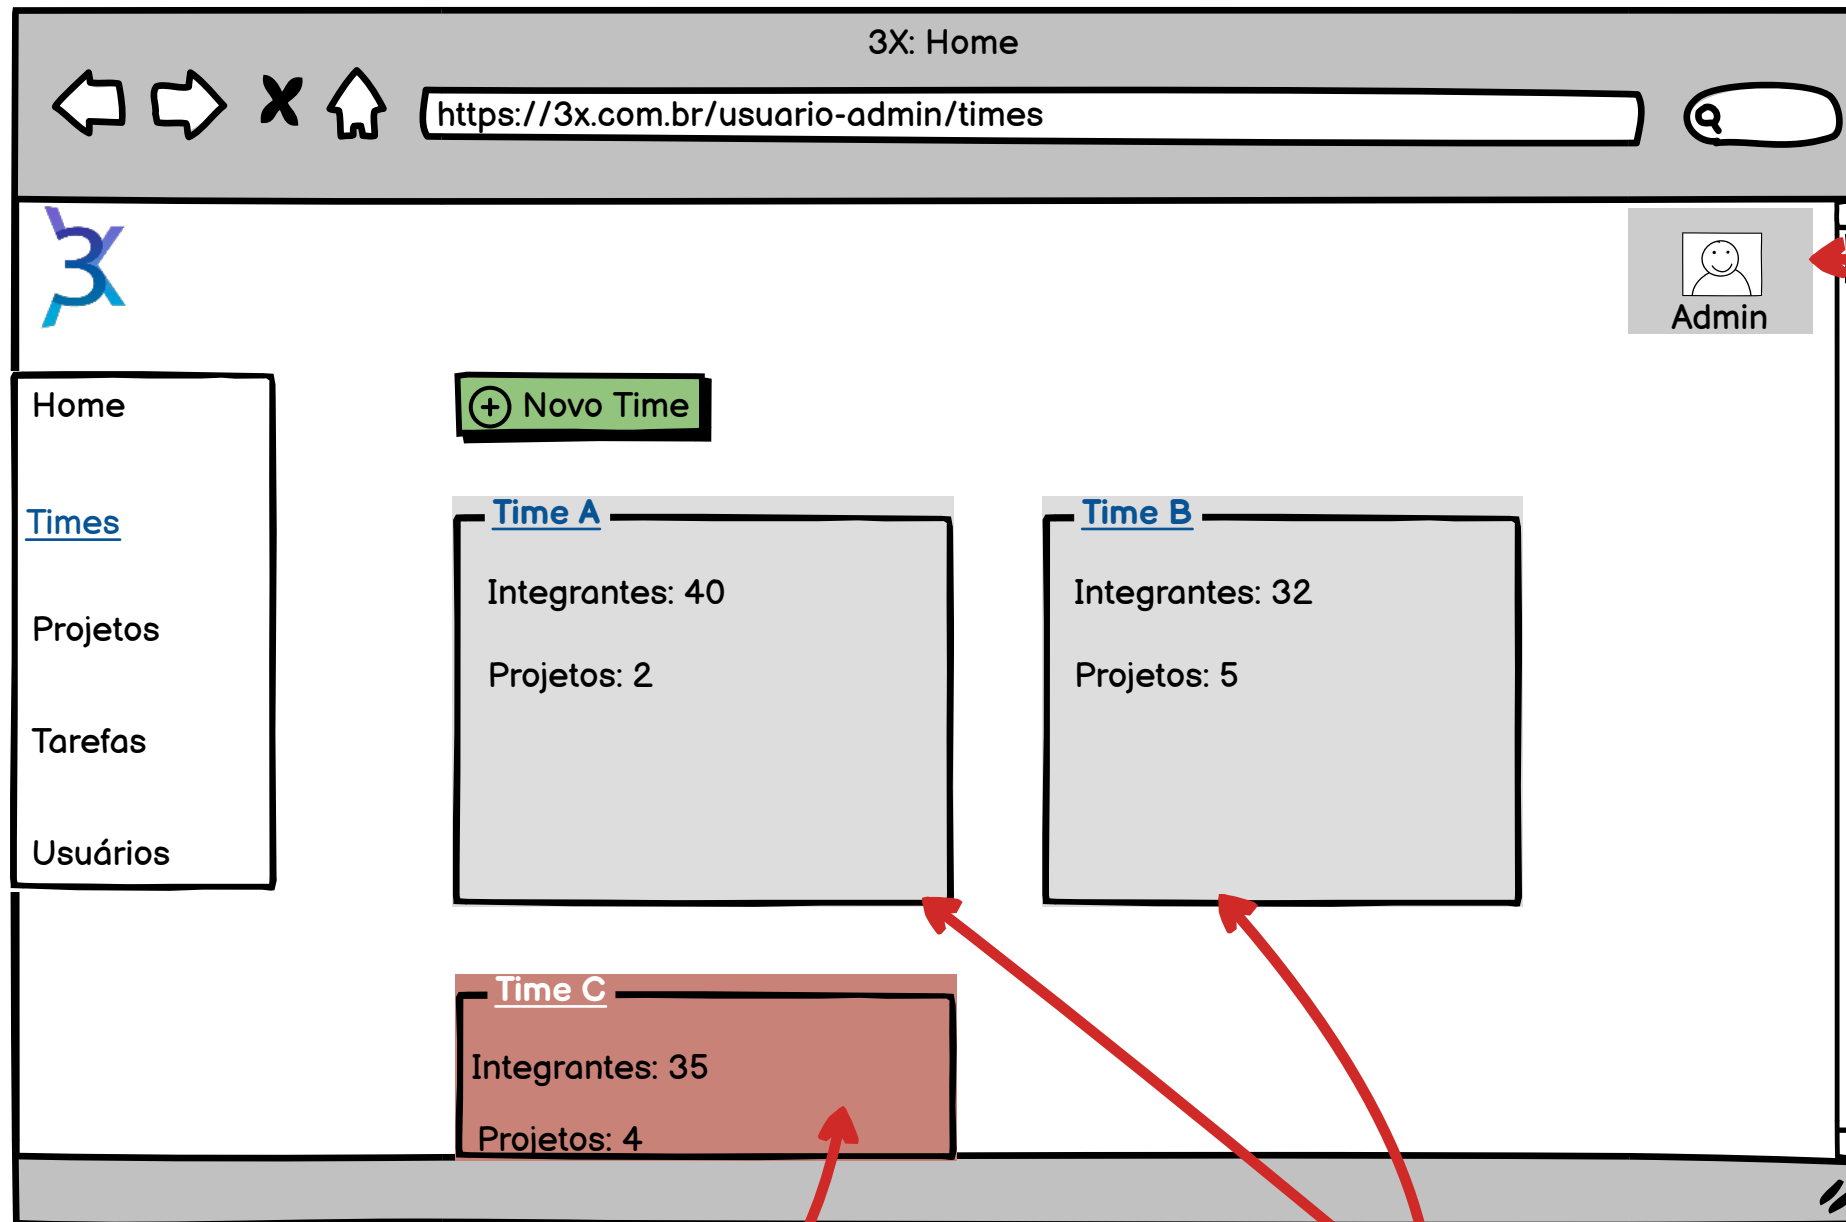 3X: Home
https://3x.com.br/usuario-admin/times
3X
Admin
Home
Times
Projetos
Tarefas
Usuários
Novo Time
Time A
Integrantes: 40
Projetos: 2
Time B
Integrantes: 32
Projetos: 5
Time C
Integrantes: 35
Projetos: 4